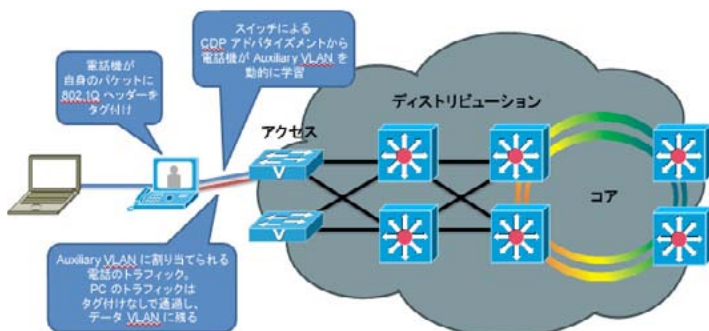 スイッチによる
CDP アドバタイズメントから
電話機が Auxiliary VLAN を
動的に学習
電話機が
自身のパケットに
802.1Q ヘッダーを
タグ付け
ディストリビューション
アクセス
コア
V
V
Auxiliary VLAN に割り当てられる
電話のトラフィック。
PC のトラフィックは
タグ付けなしで通過し、
データ VLAN に残る